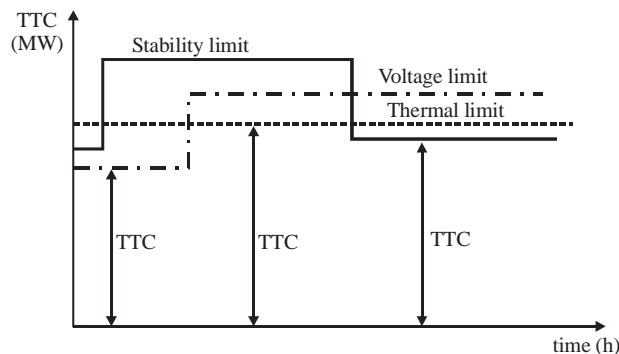 TTC
(MW)
Stability limit
Voltage limit
Thermal limit
TTC
TTC
TTC
time (h)